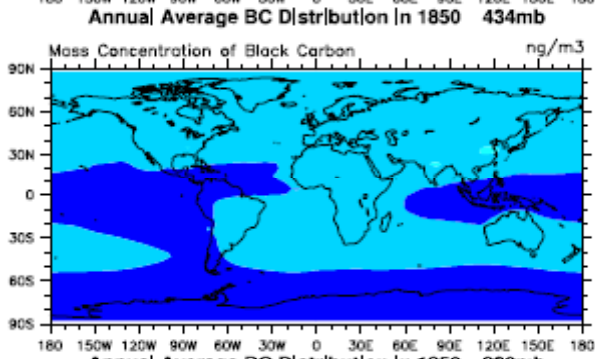 Annual Average BC Distribution in 1850 434mb
Mass Concentration of Black Carbon ng/m3
90N
60N
30N
0
30S
60S
90S
180 150W 120W 90W 60W 30W 0 30E 60E 90E 120E 150E 180